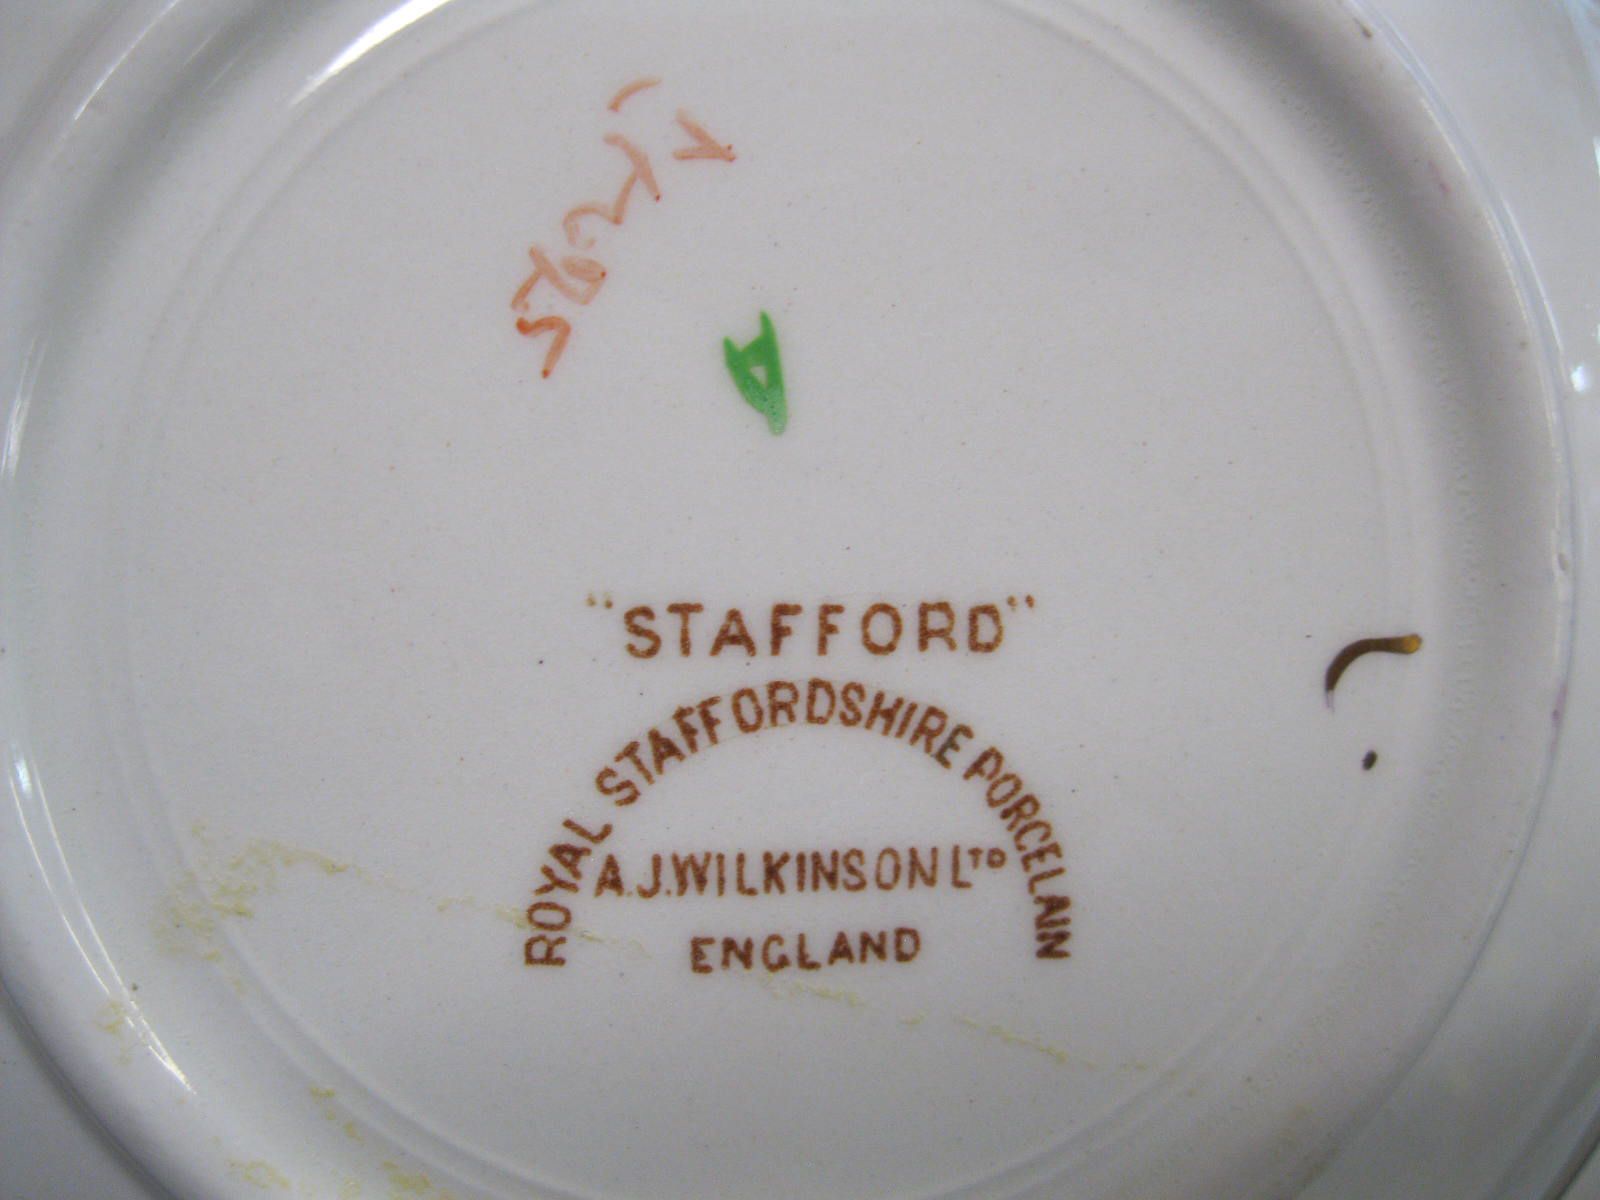 "STAFFORD"
ROYAL STAFFORDSHIRE PORCELAIN
A.J.WILKINSON LTD
ENGLAND